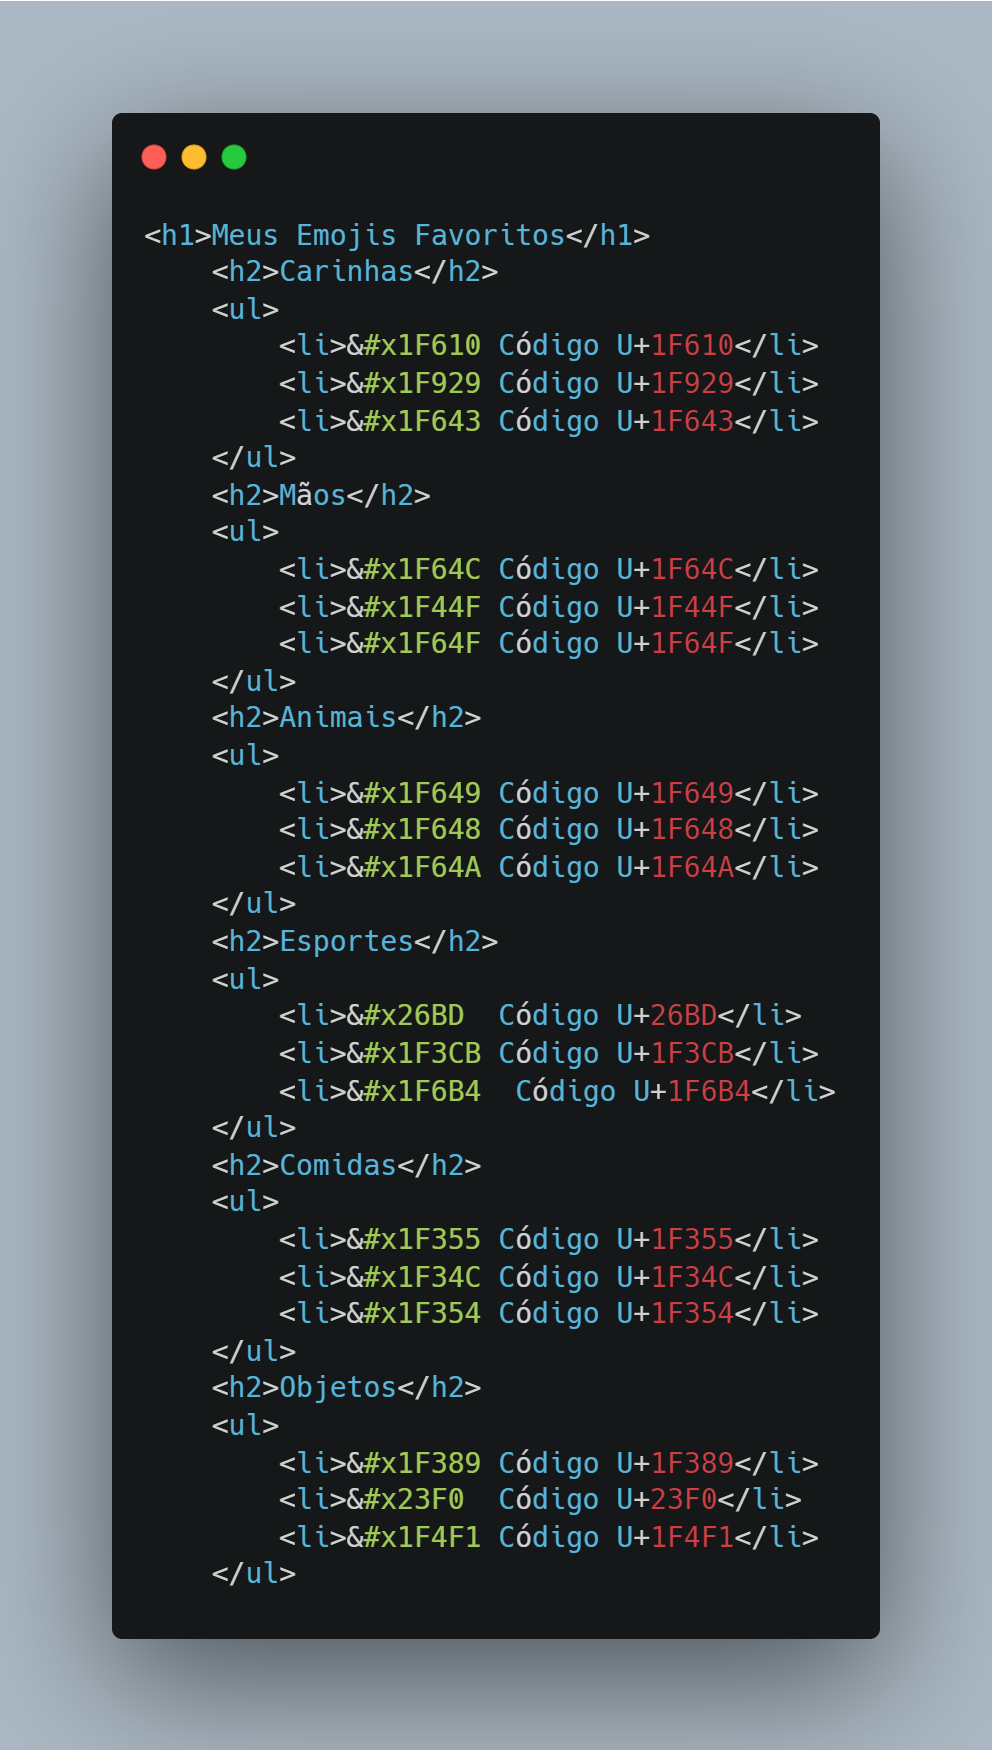 <h1>Meus Emojis Favoritos</h1>
    <h2>Carinhas</h2>
    <ul>
        <li>&#x1F610 Código U+1F610</li>
        <li>&#x1F929 Código U+1F929</li>
        <li>&#x1F643 Código U+1F643</li>
    </ul>
    <h2>Mãos</h2>
    <ul>
        <li>&#x1F64C Código U+1F64C</li>
        <li>&#x1F44F Código U+1F44F</li>
        <li>&#x1F64F Código U+1F64F</li>
    </ul>
    <h2>Animais</h2>
    <ul>
        <li>&#x1F649 Código U+1F649</li>
        <li>&#x1F648 Código U+1F648</li>
        <li>&#x1F64A Código U+1F64A</li>
    </ul>
    <h2>Esportes</h2>
    <ul>
        <li>&#x26BD  Código U+26BD</li>
        <li>&#x1F3CB Código U+1F3CB</li>
        <li>&#x1F6B4  Código U+1F6B4</li>
    </ul>
    <h2>Comidas</h2>
    <ul>
        <li>&#x1F355 Código U+1F355</li>
        <li>&#x1F34C Código U+1F34C</li>
        <li>&#x1F354 Código U+1F354</li>
    </ul>
    <h2>Objetos</h2>
    <ul>
        <li>&#x1F389 Código U+1F389</li>
        <li>&#x23F0  Código U+23F0</li>
        <li>&#x1F4F1 Código U+1F4F1</li>
    </ul>